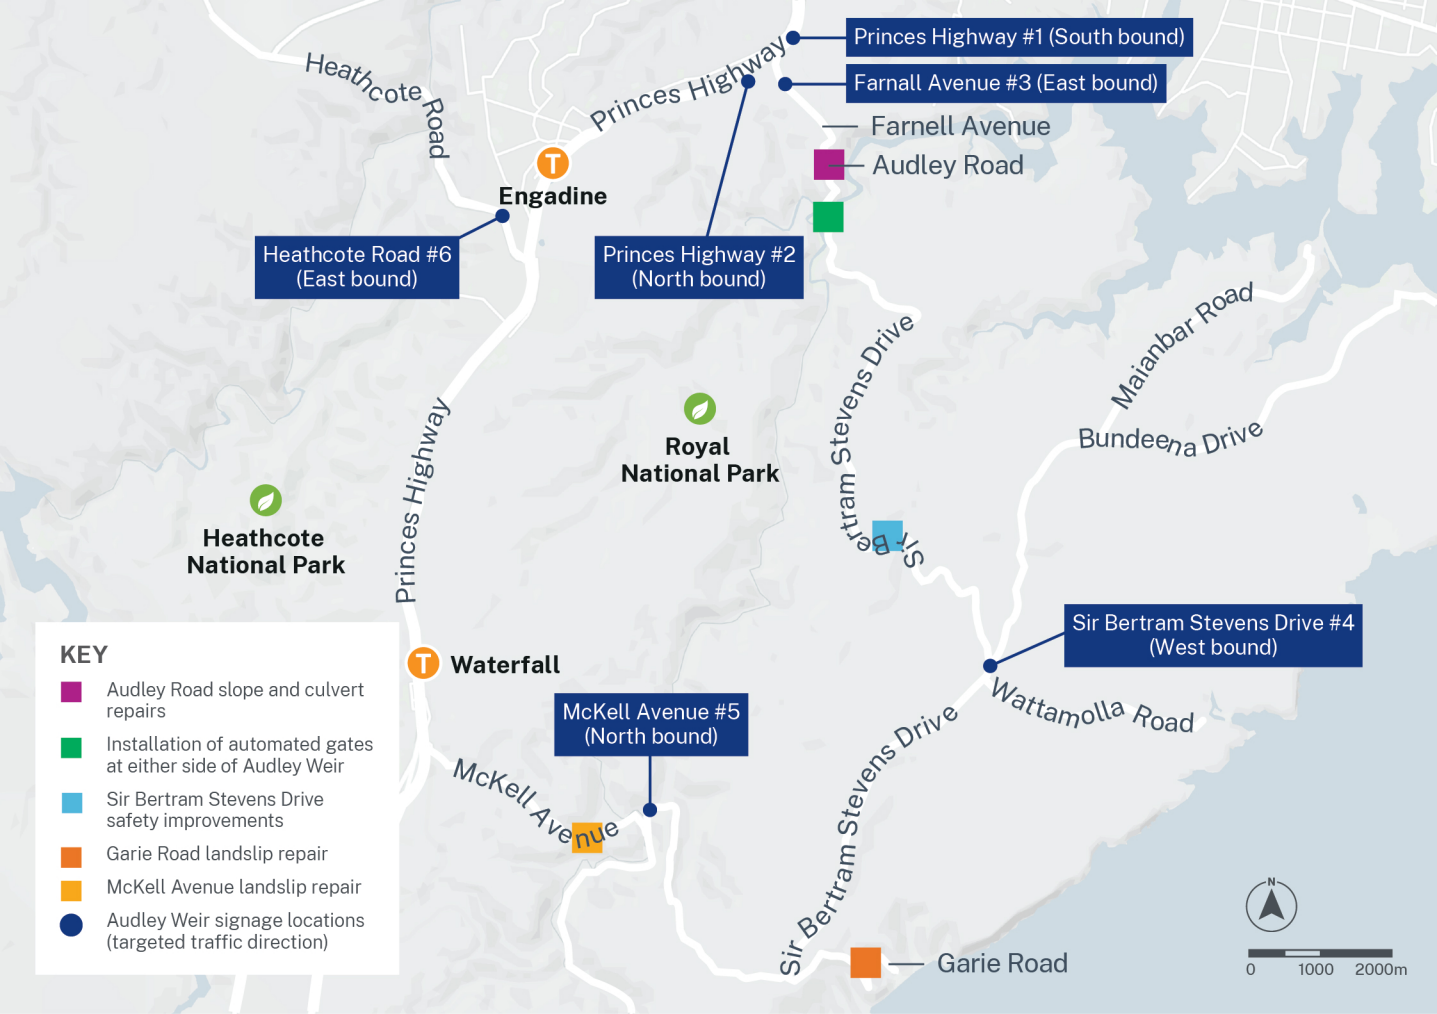 Princes Highway #1 (South bound)
Heathcote Road
Princes Highway
Farnall Avenue #3 (East bound)
Farnell Avenue
T
Audley Road
Engadine
Heathcote Road #6
(East bound)
Princes Highway #2
(North bound)
Maianbar Road
Sir Bertram Stevens Drive
Princes Highway
Royal
National Park
Bundeena Drive
Heathcote
National Park
Sir Bertram Stevens Drive #4
(West bound)
T
Waterfall
Wattamolla Road
McKell Avenue #5
(North bound)
McKell Avenue
Sir Bertram Stevens Drive
Garie Road
KEY
Audley Road slope and culvert
repairs
Installation of automated gates
at either side of Audley Weir
Sir Bertram Stevens Drive
safety improvements
Garie Road landslip repair
McKell Avenue landslip repair
Audley Weir signage locations
(targeted traffic direction)
N
0 1000 2000m